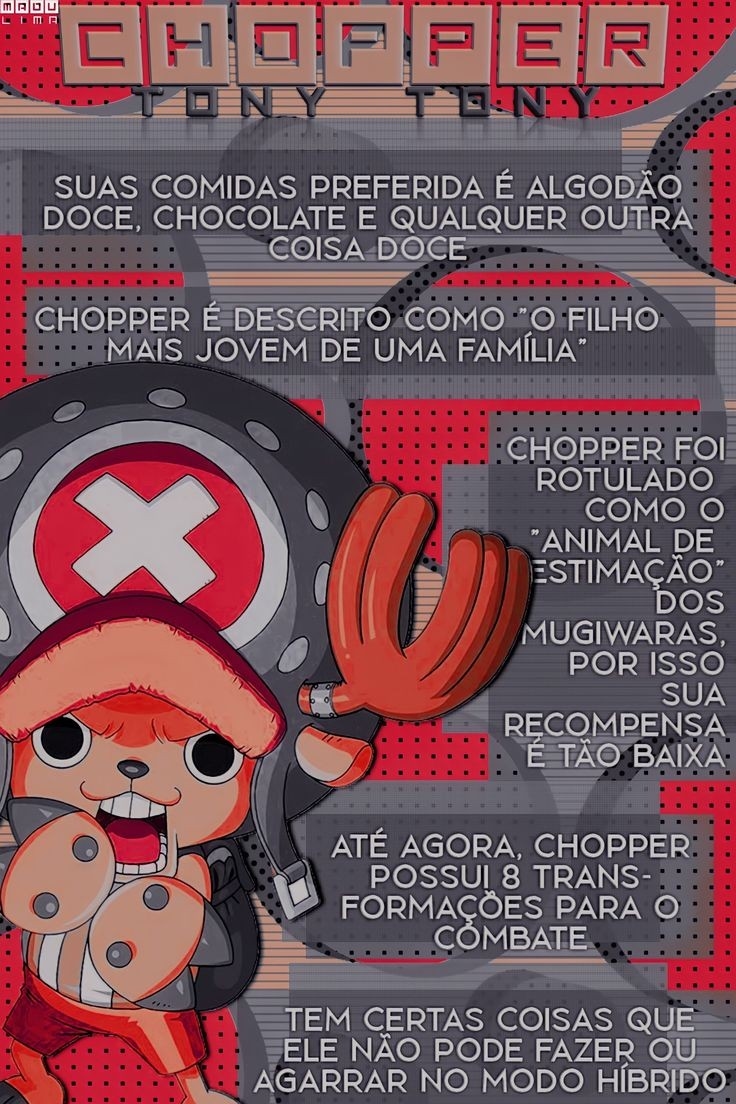 MADU
LIMA
CHOPPER
TONY TONY
SUAS COMIDAS PREFERIDA É ALGODÃO
DOCE, CHOCOLATE E QUALQUER OUTRA
COISA DOCE
CHOPPER É DESCRITO COMO "O FILHO
MAIS JOVEM DE UMA FAMÍLIA"
CHOPPER FOI
ROTULADO
COMO O
"ANIMAL DE
ESTIMAÇÃO"
DOS
MUGIWARAS,
POR ISSO
SUA
RECOMPENSA
É TÃO BAIXA
ATÉ AGORA, CHOPPER
POSSUI 8 TRANS-
FORMAÇÕES PARA O
COMBATE
TEM CERTAS COISAS QUE
ELE NÃO PODE FAZER OU
AGARRAR NO MODO HÍBRIDO